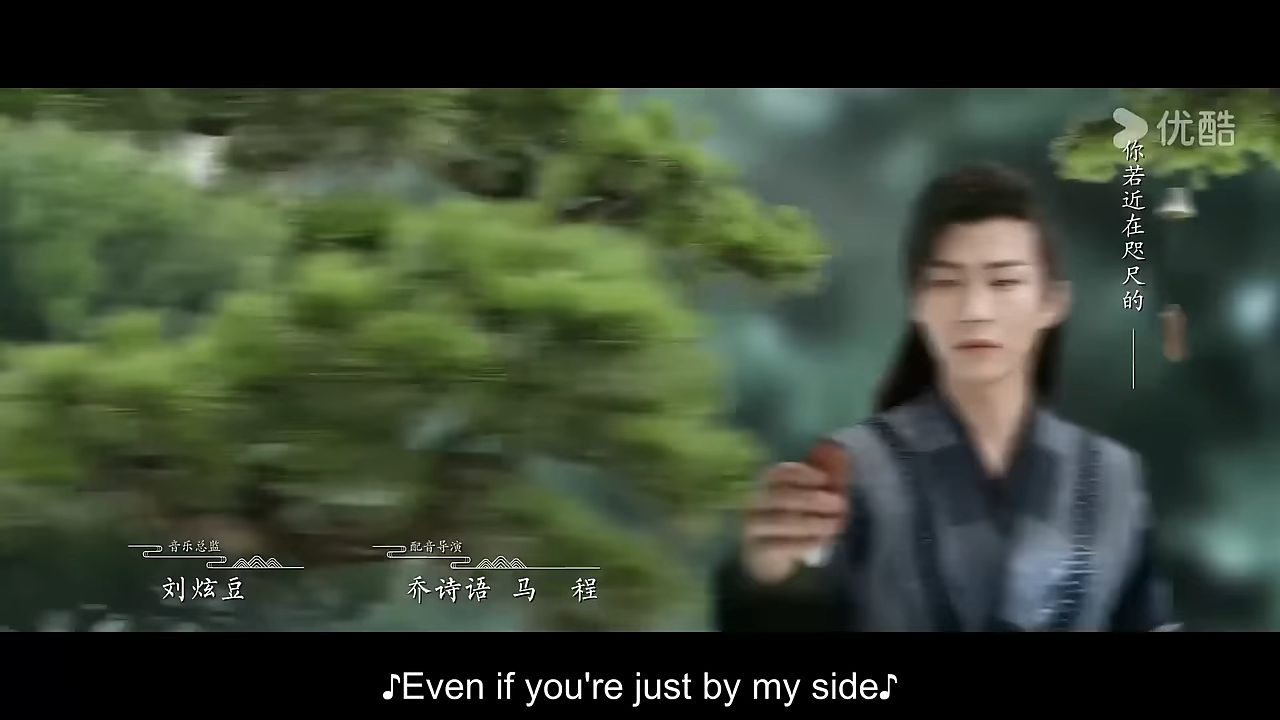 优酷
你若近在咫尺的
音乐总监
刘炫豆
配音导演
乔诗语 马 程
♪Even if you're just by my side♪